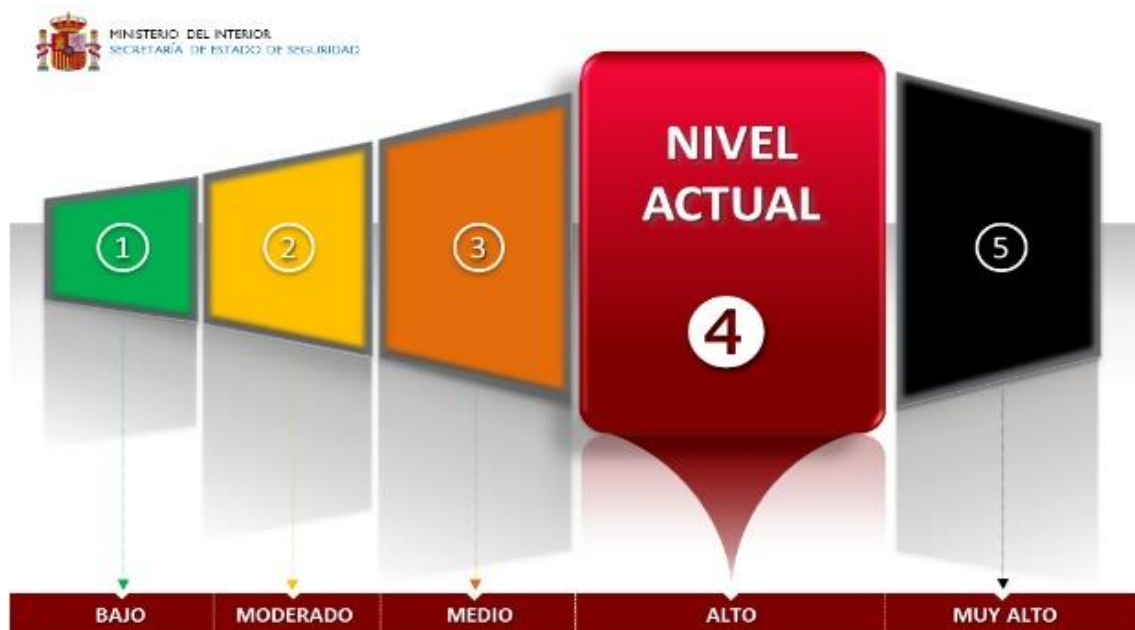 MINISTERIO DEL INTERIOR
SECRETARÍA DE ESTADO DE SEGURIDAD
NIVEL
ACTUAL
1
2
3
4
5
BAJO
MODERADO
MEDIO
ALTO
MUY ALTO